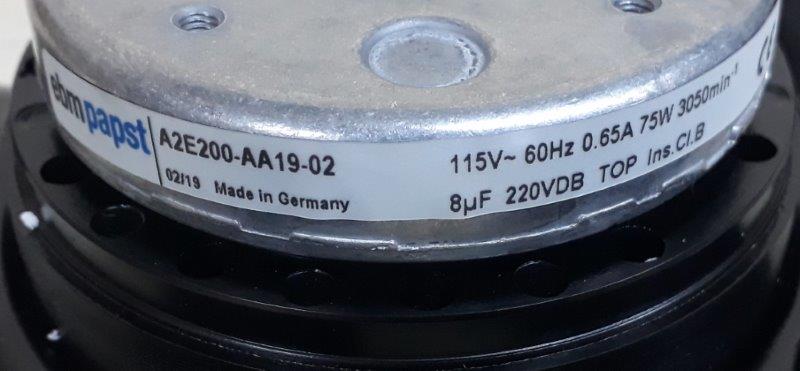 ebmpapst
A2E200-AA19-02
02/19 Made in Germany
115V~ 60Hz 0.65A 75W 3050min⁻¹
8µF 220VDB TOP Ins.Cl.B